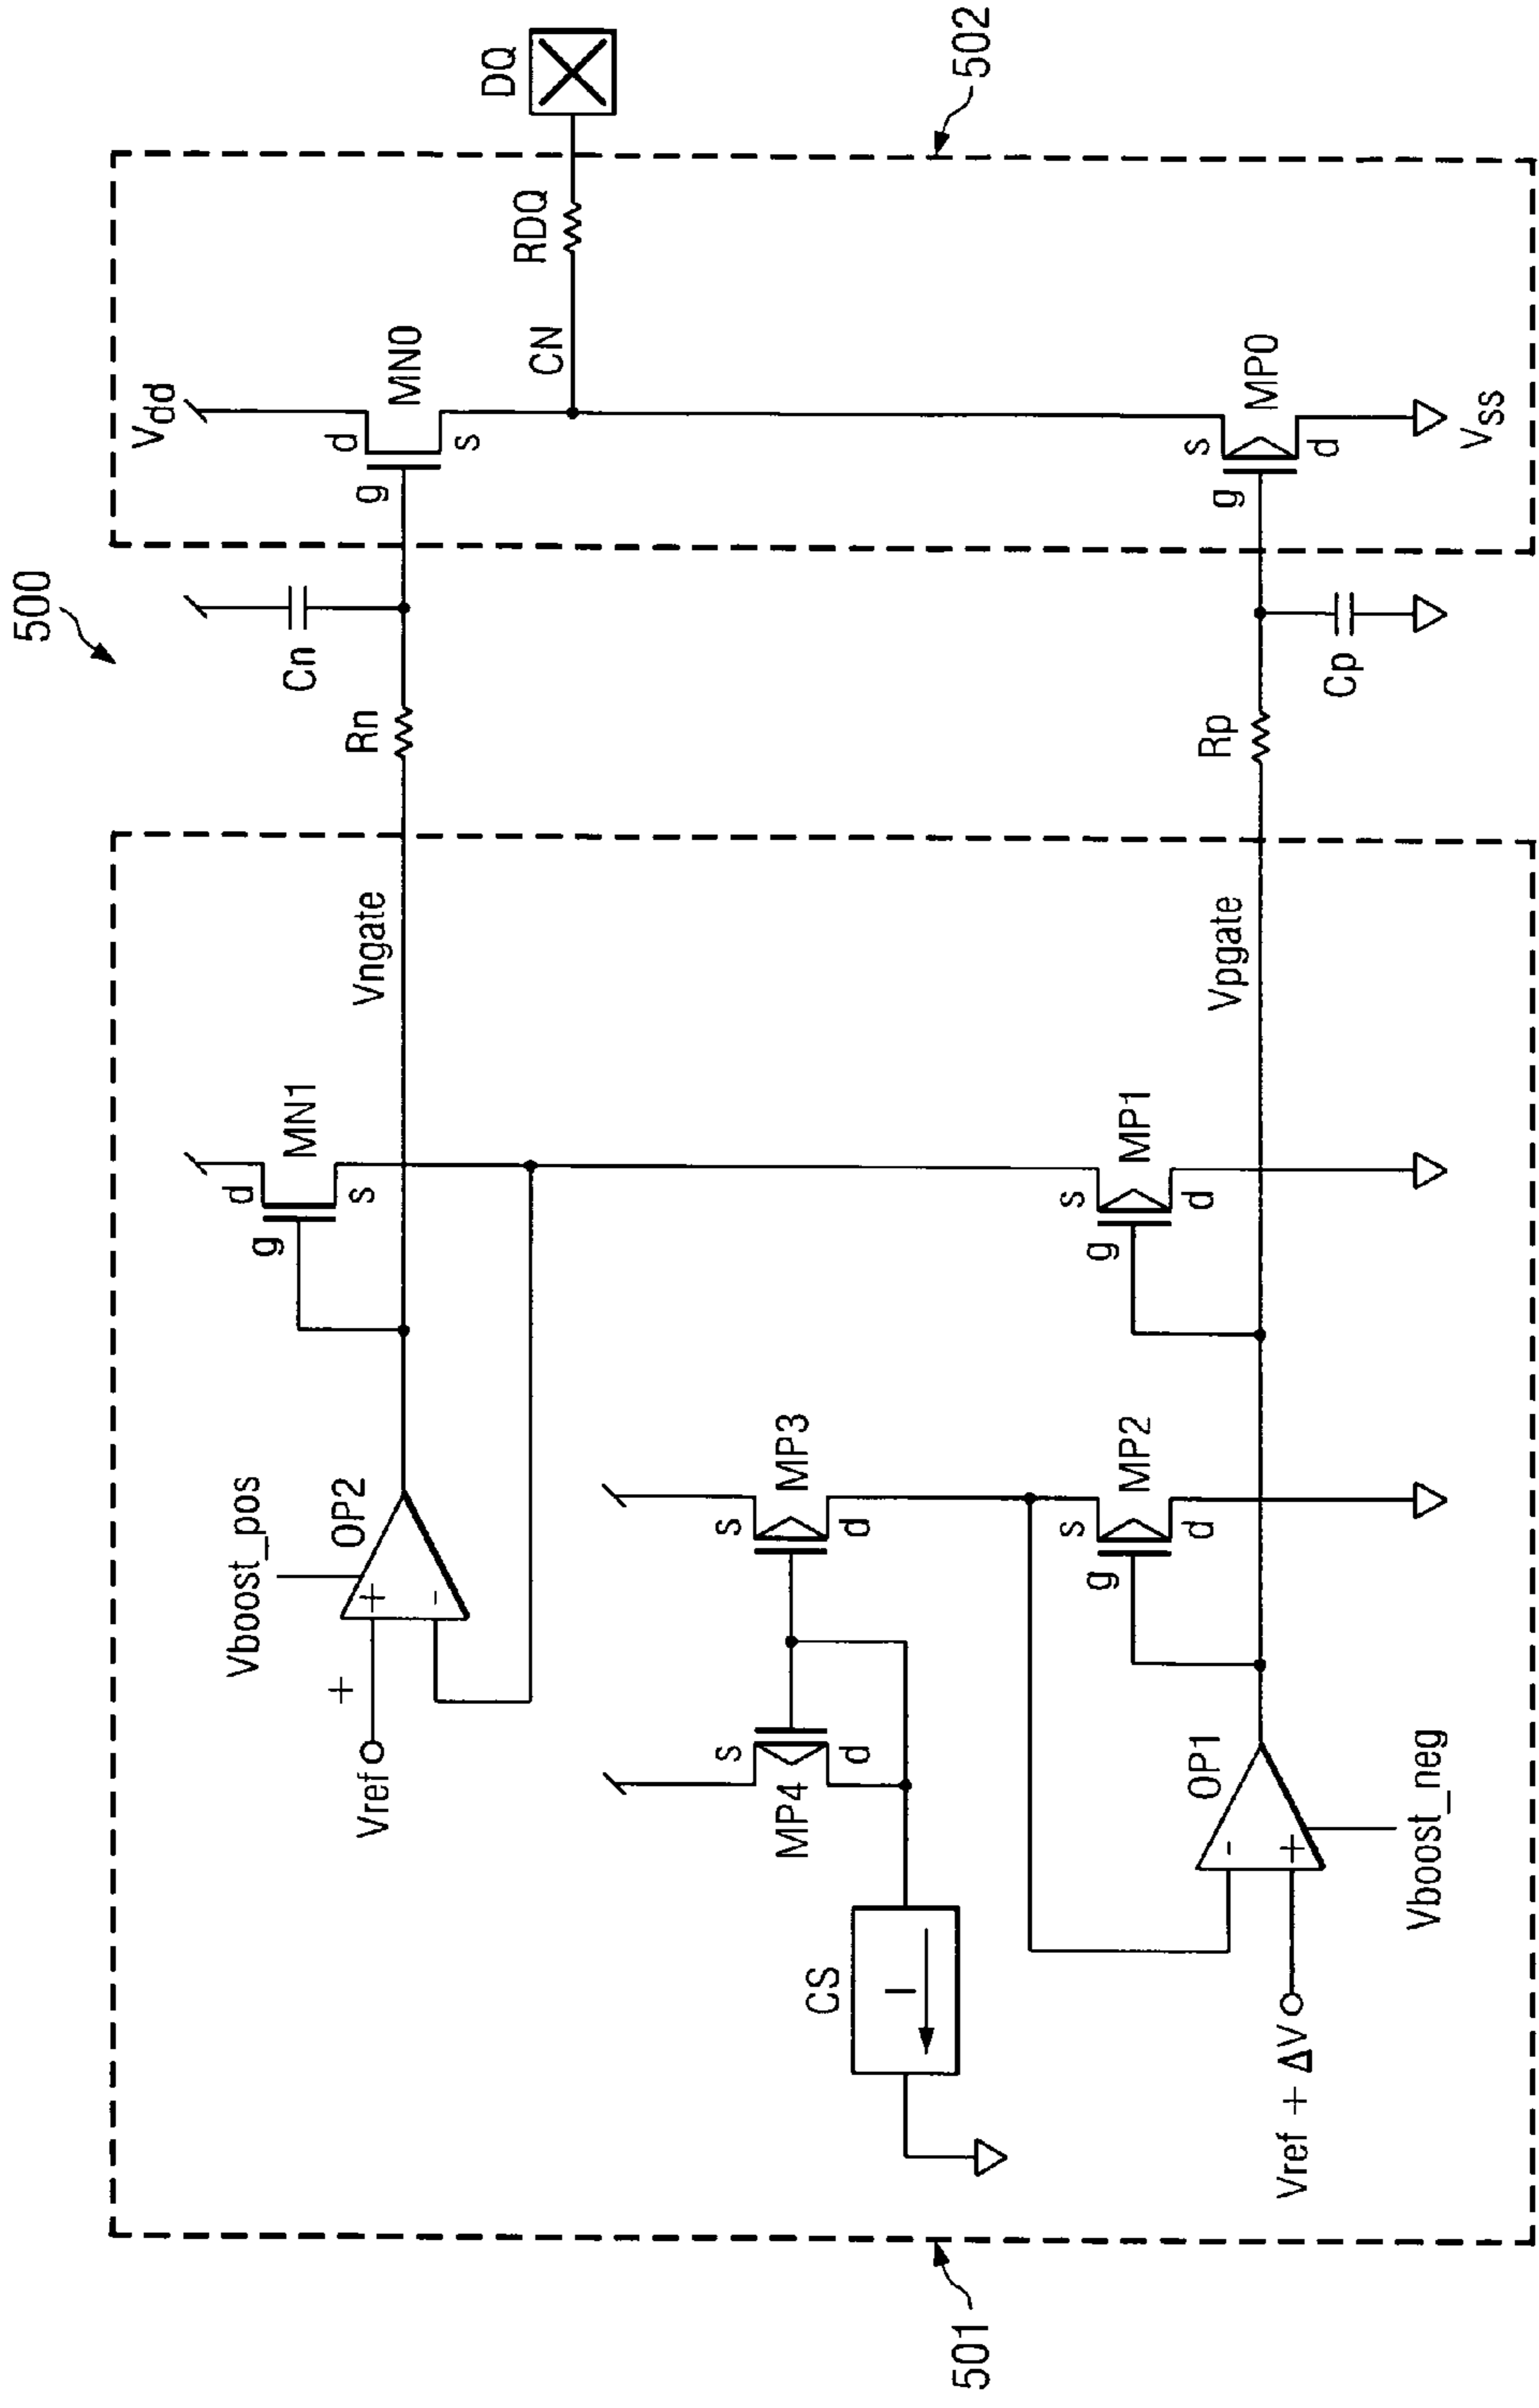 500
501
502
Vboost_pos
OP2
+
-
+
Vref
d
g
s
MN1
Vngate
Rn
Cn
Vdd
d
g
s
MN0
CN
RDQ
DQ
s
d
MP4
s
d
MP3
CS
I
s
g
d
MP2
s
g
d
MP1
OP1
-
+
Vref + ΔV
Vboost_neg
Vpgate
Rp
Cp
s
g
d
MP0
Vss